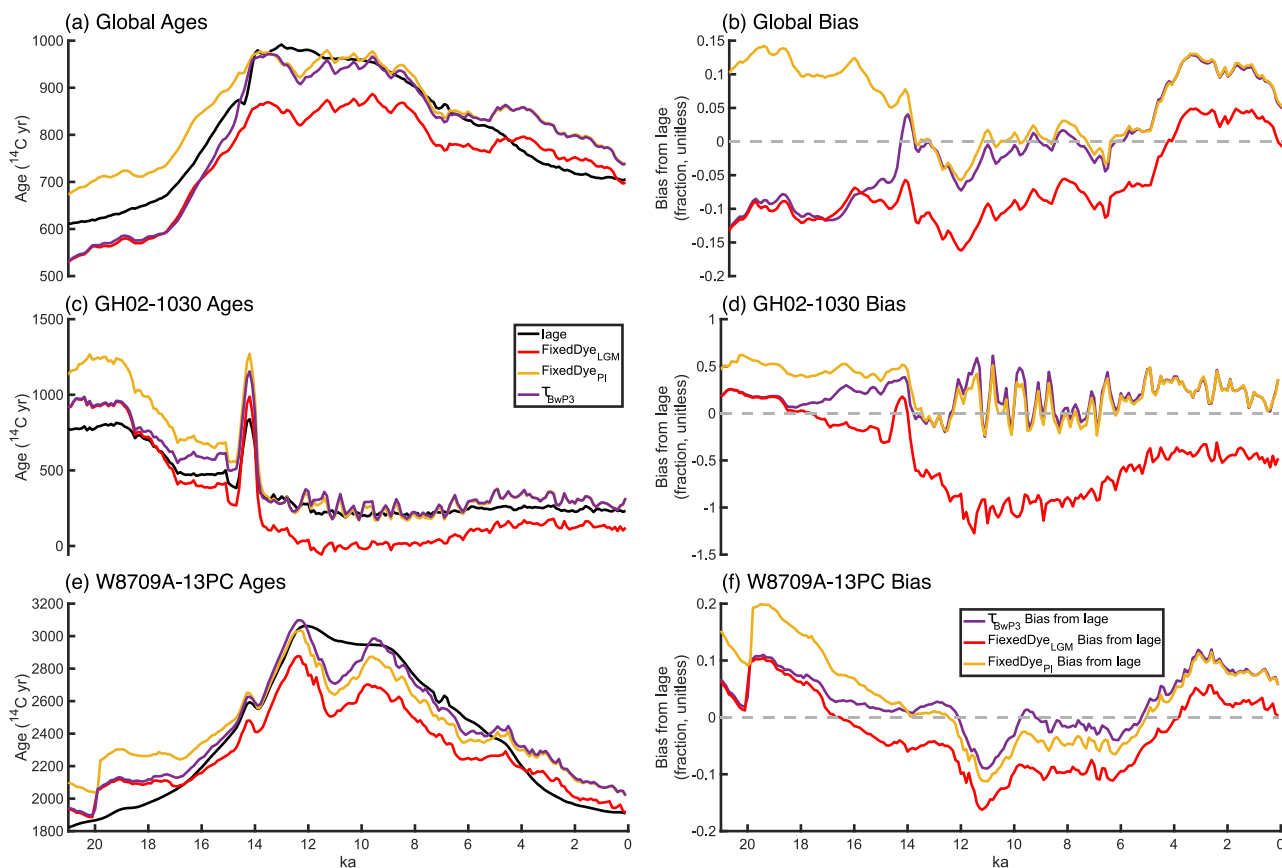 (a) Global Ages
1000
900
800
700
600
500
Age (¹⁴C yr)
(b) Global Bias
0.15
0.1
0.05
0
-0.05
-0.1
-0.15
-0.2
Bias from Iage
(fraction, unitless)
(c) GH02-1030 Ages
1500
1000
500
0
Age (¹⁴C yr)
Iage
FixedDye_LGM
FixedDye_PI
T_BwP3
(d) GH02-1030 Bias
1
0.5
0
-0.5
-1
-1.5
Bias from Iage
(fraction, unitless)
(e) W8709A-13PC Ages
3200
3000
2800
2600
2400
2200
2000
1800
Age (¹⁴C yr)
20 18 16 14 12 10 8 6 4 2 0
ka
(f) W8709A-13PC Bias
0.2
0.1
0
-0.1
-0.2
Bias from Iage
(fraction, unitless)
T_BwP3 Bias from Iage
FiexedDye_LGM Bias from Iage
FixedDye_PI Bias from Iage
20 18 16 14 12 10 8 6 4 2 0
ka